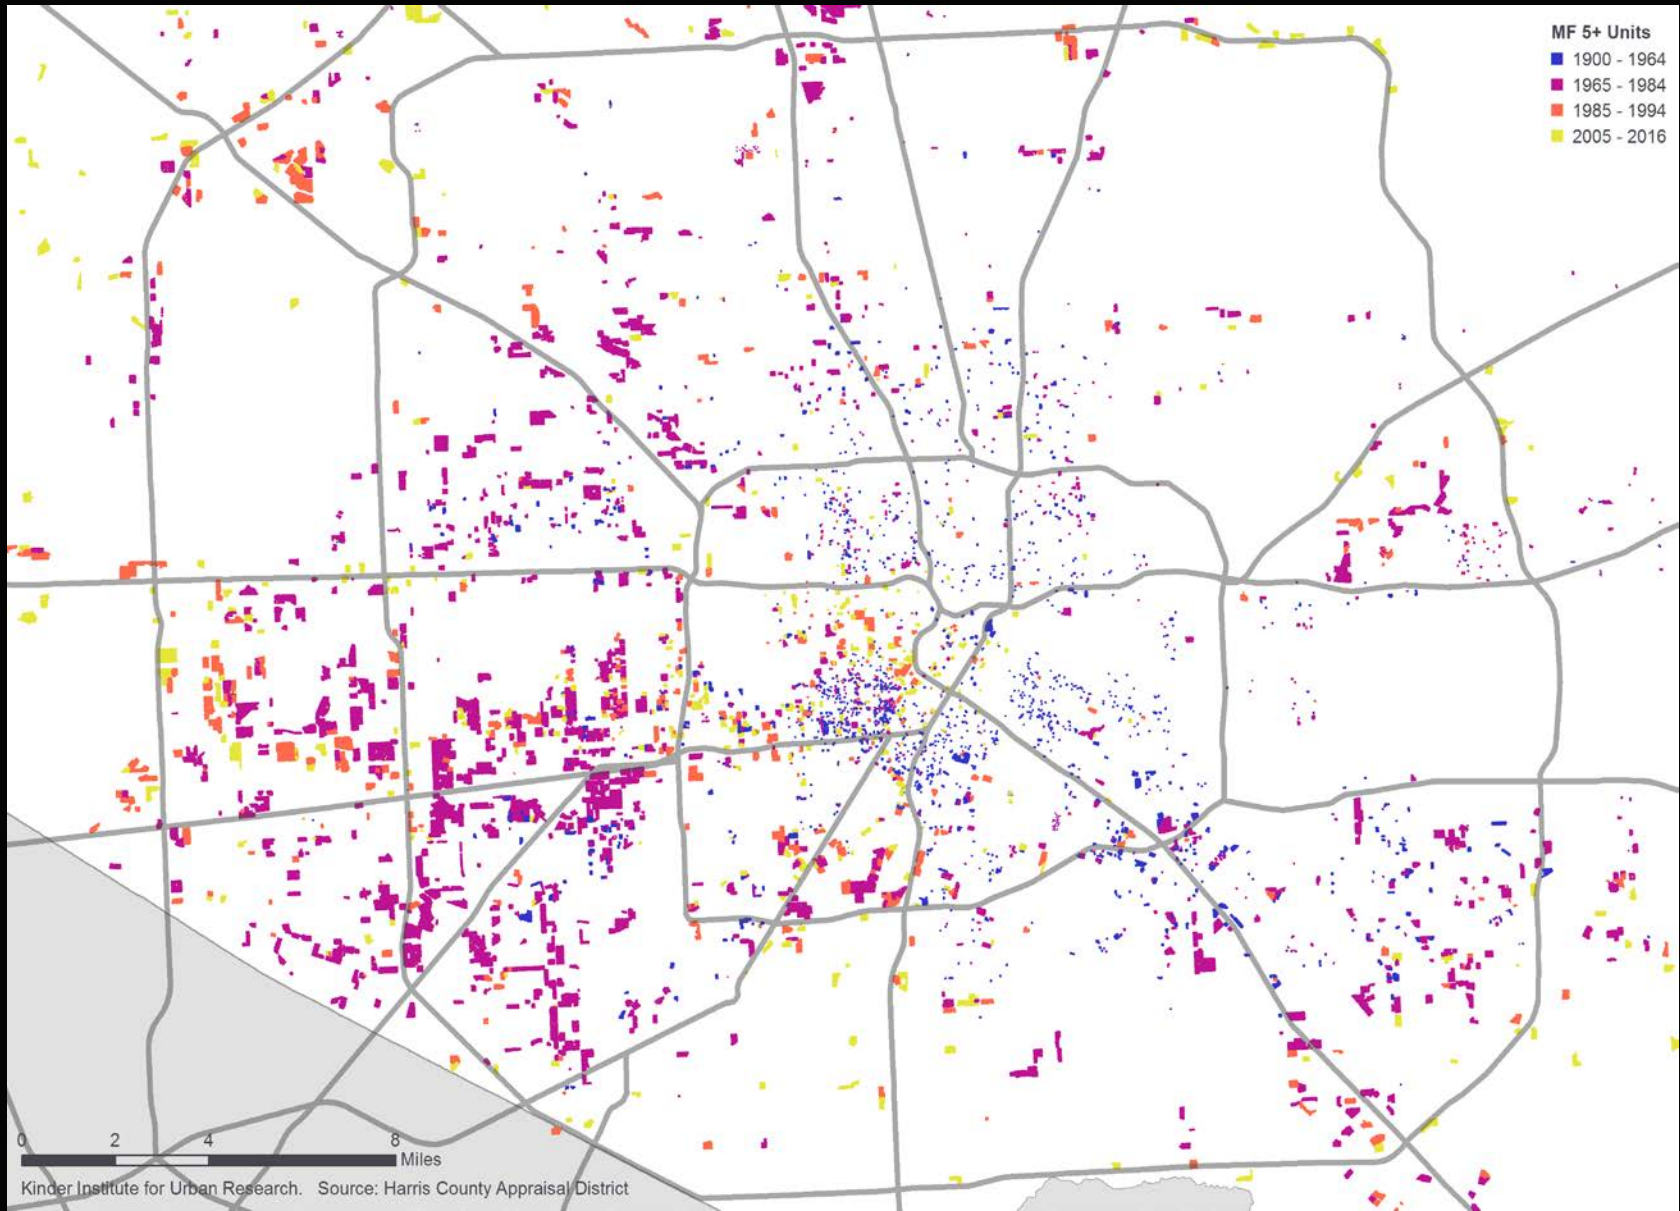 MF 5+ Units
1900 - 1964
1965 - 1984
1985 - 1994
2005 - 2016
0 2 4 8
Miles
Kinder Institute for Urban Research. Source: Harris County Appraisal District